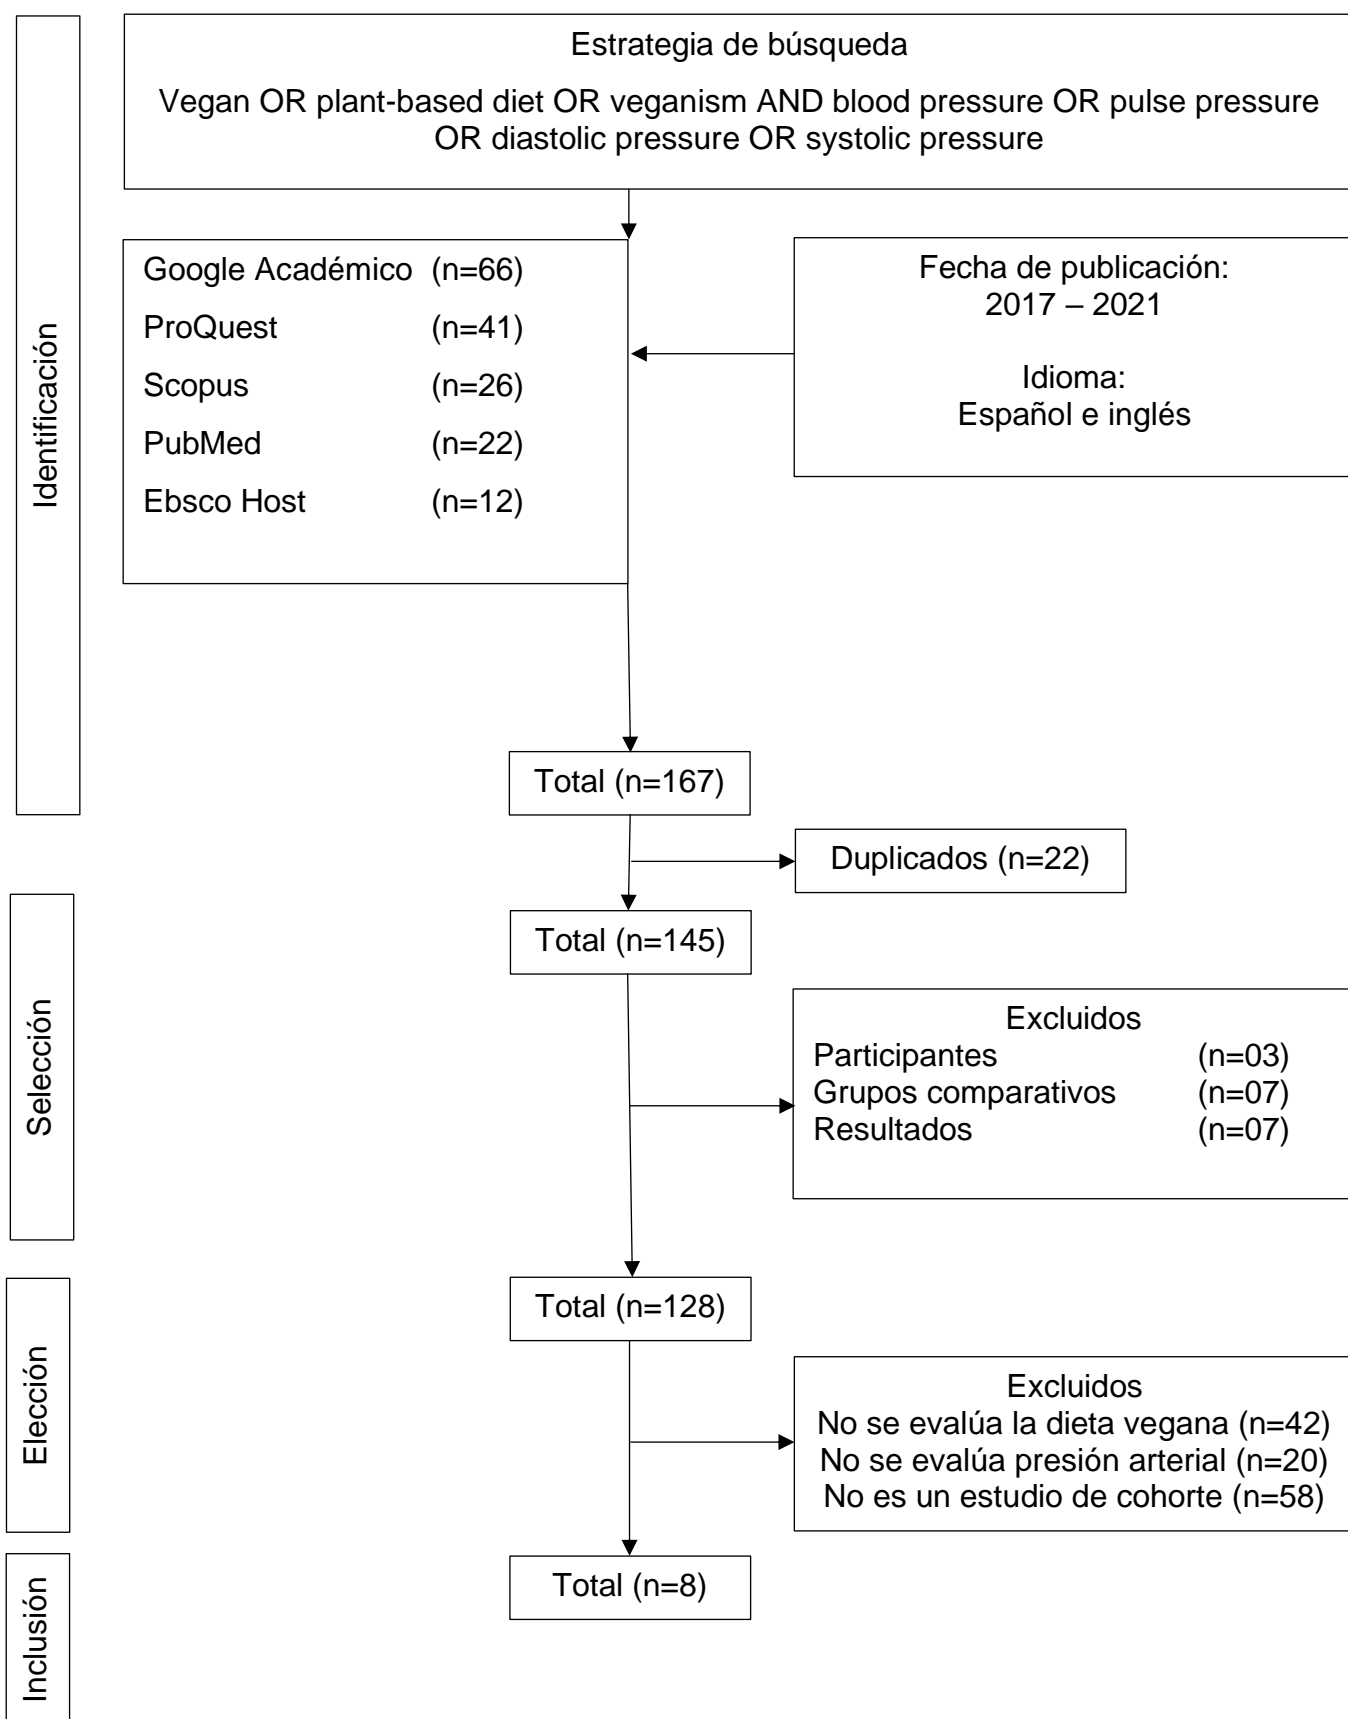 Identificación
Estrategia de búsqueda
Vegan OR plant-based diet OR veganism AND blood pressure OR pulse pressure
OR diastolic pressure OR systolic pressure
Google Académico (n=66)
ProQuest (n=41)
Scopus (n=26)
PubMed (n=22)
Ebsco Host (n=12)
Fecha de publicación:
2017 – 2021
Idioma:
Español e inglés
Total (n=167)
Duplicados (n=22)
Selección
Total (n=145)
Excluidos
Participantes (n=03)
Grupos comparativos (n=07)
Resultados (n=07)
Elección
Total (n=128)
Excluidos
No se evalúa la dieta vegana (n=42)
No se evalúa presión arterial (n=20)
No es un estudio de cohorte (n=58)
Inclusión
Total (n=8)